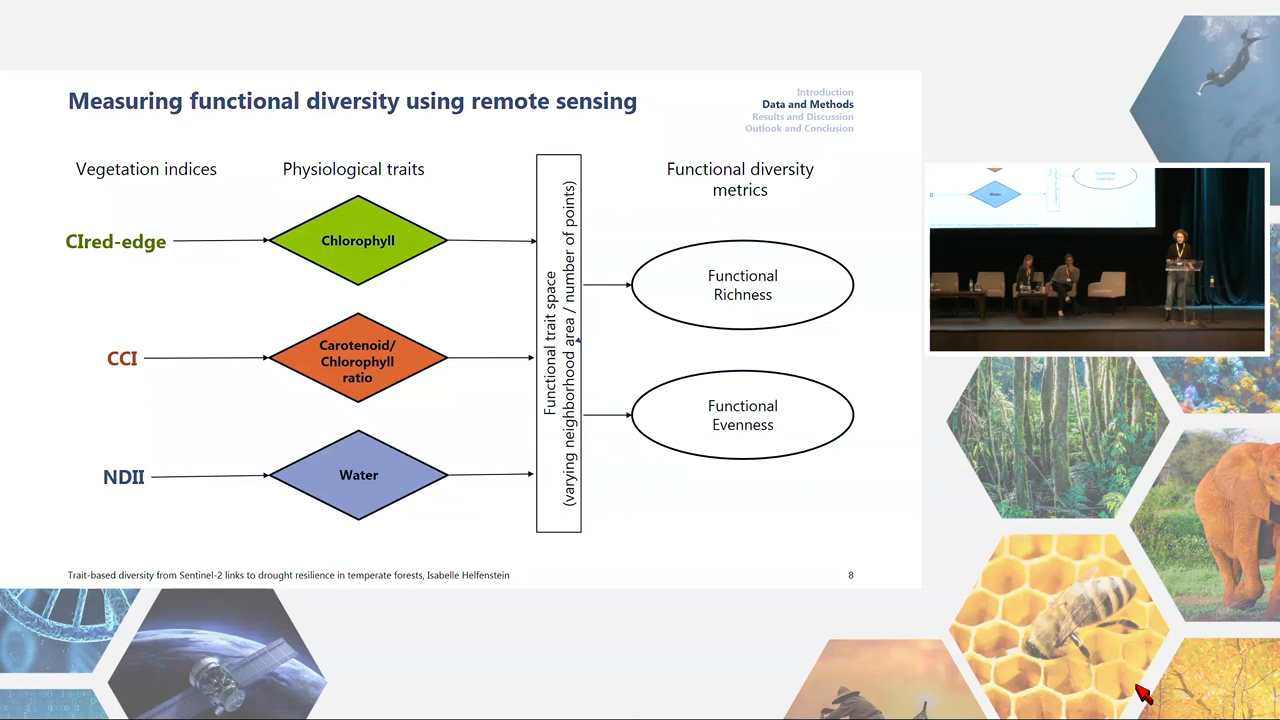 Measuring functional diversity using remote sensing
Introduction
Data and Methods
Results and Discussion
Outlook and Conclusion
Vegetation indices
Physiological traits
Functional diversity
metrics
CIred-edge
Chlorophyll
CCI
Carotenoid/
Chlorophyll
ratio
NDII
Water
Functional trait space
(varying neighborhood area / number of points)
Functional
Richness
Functional
Evenness
Trait-based diversity from Sentinel-2 links to drought resilience in temperate forests, Isabelle Helfenstein
8
Water